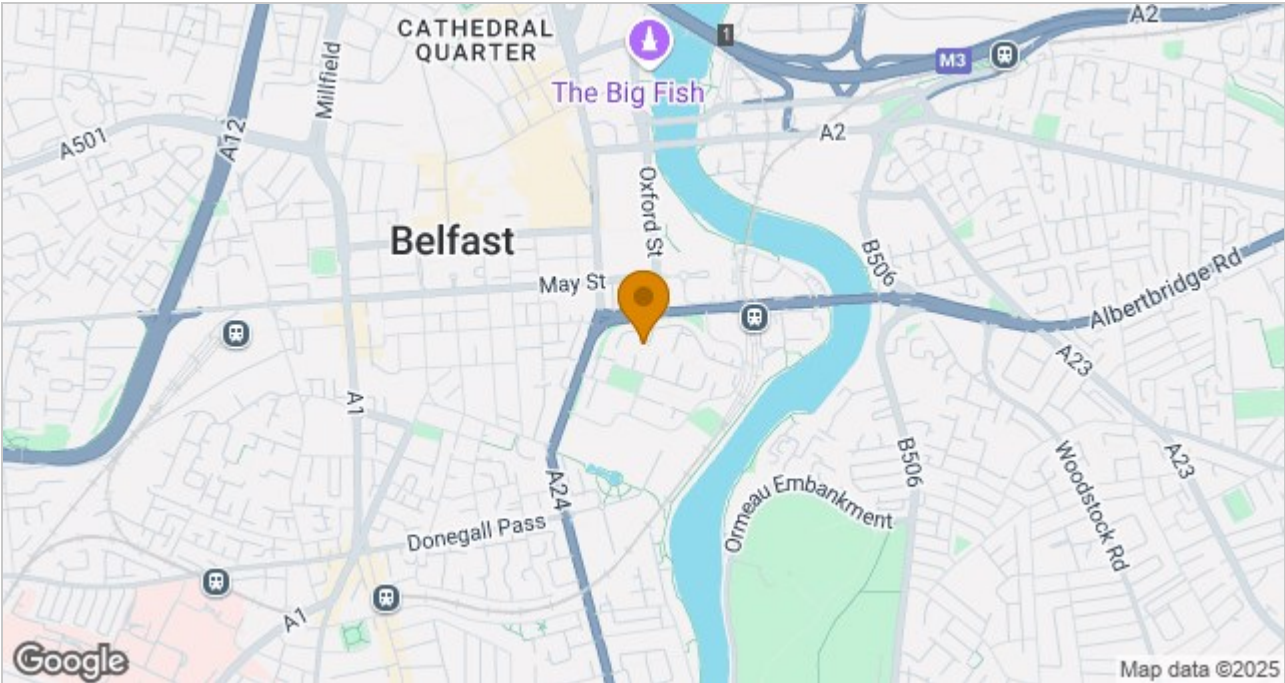 CATHEDRAL
QUARTER
A2
1
M3
Millfield
The Big Fish
A12
A501
A2
Oxford St
Belfast
B506
May St
Albertbridge Rd
A23
A1
A24
B506
A23
Woodstock Rd
Ormeau Embankment
Donegall Pass
A1
Google
Map data ©2025